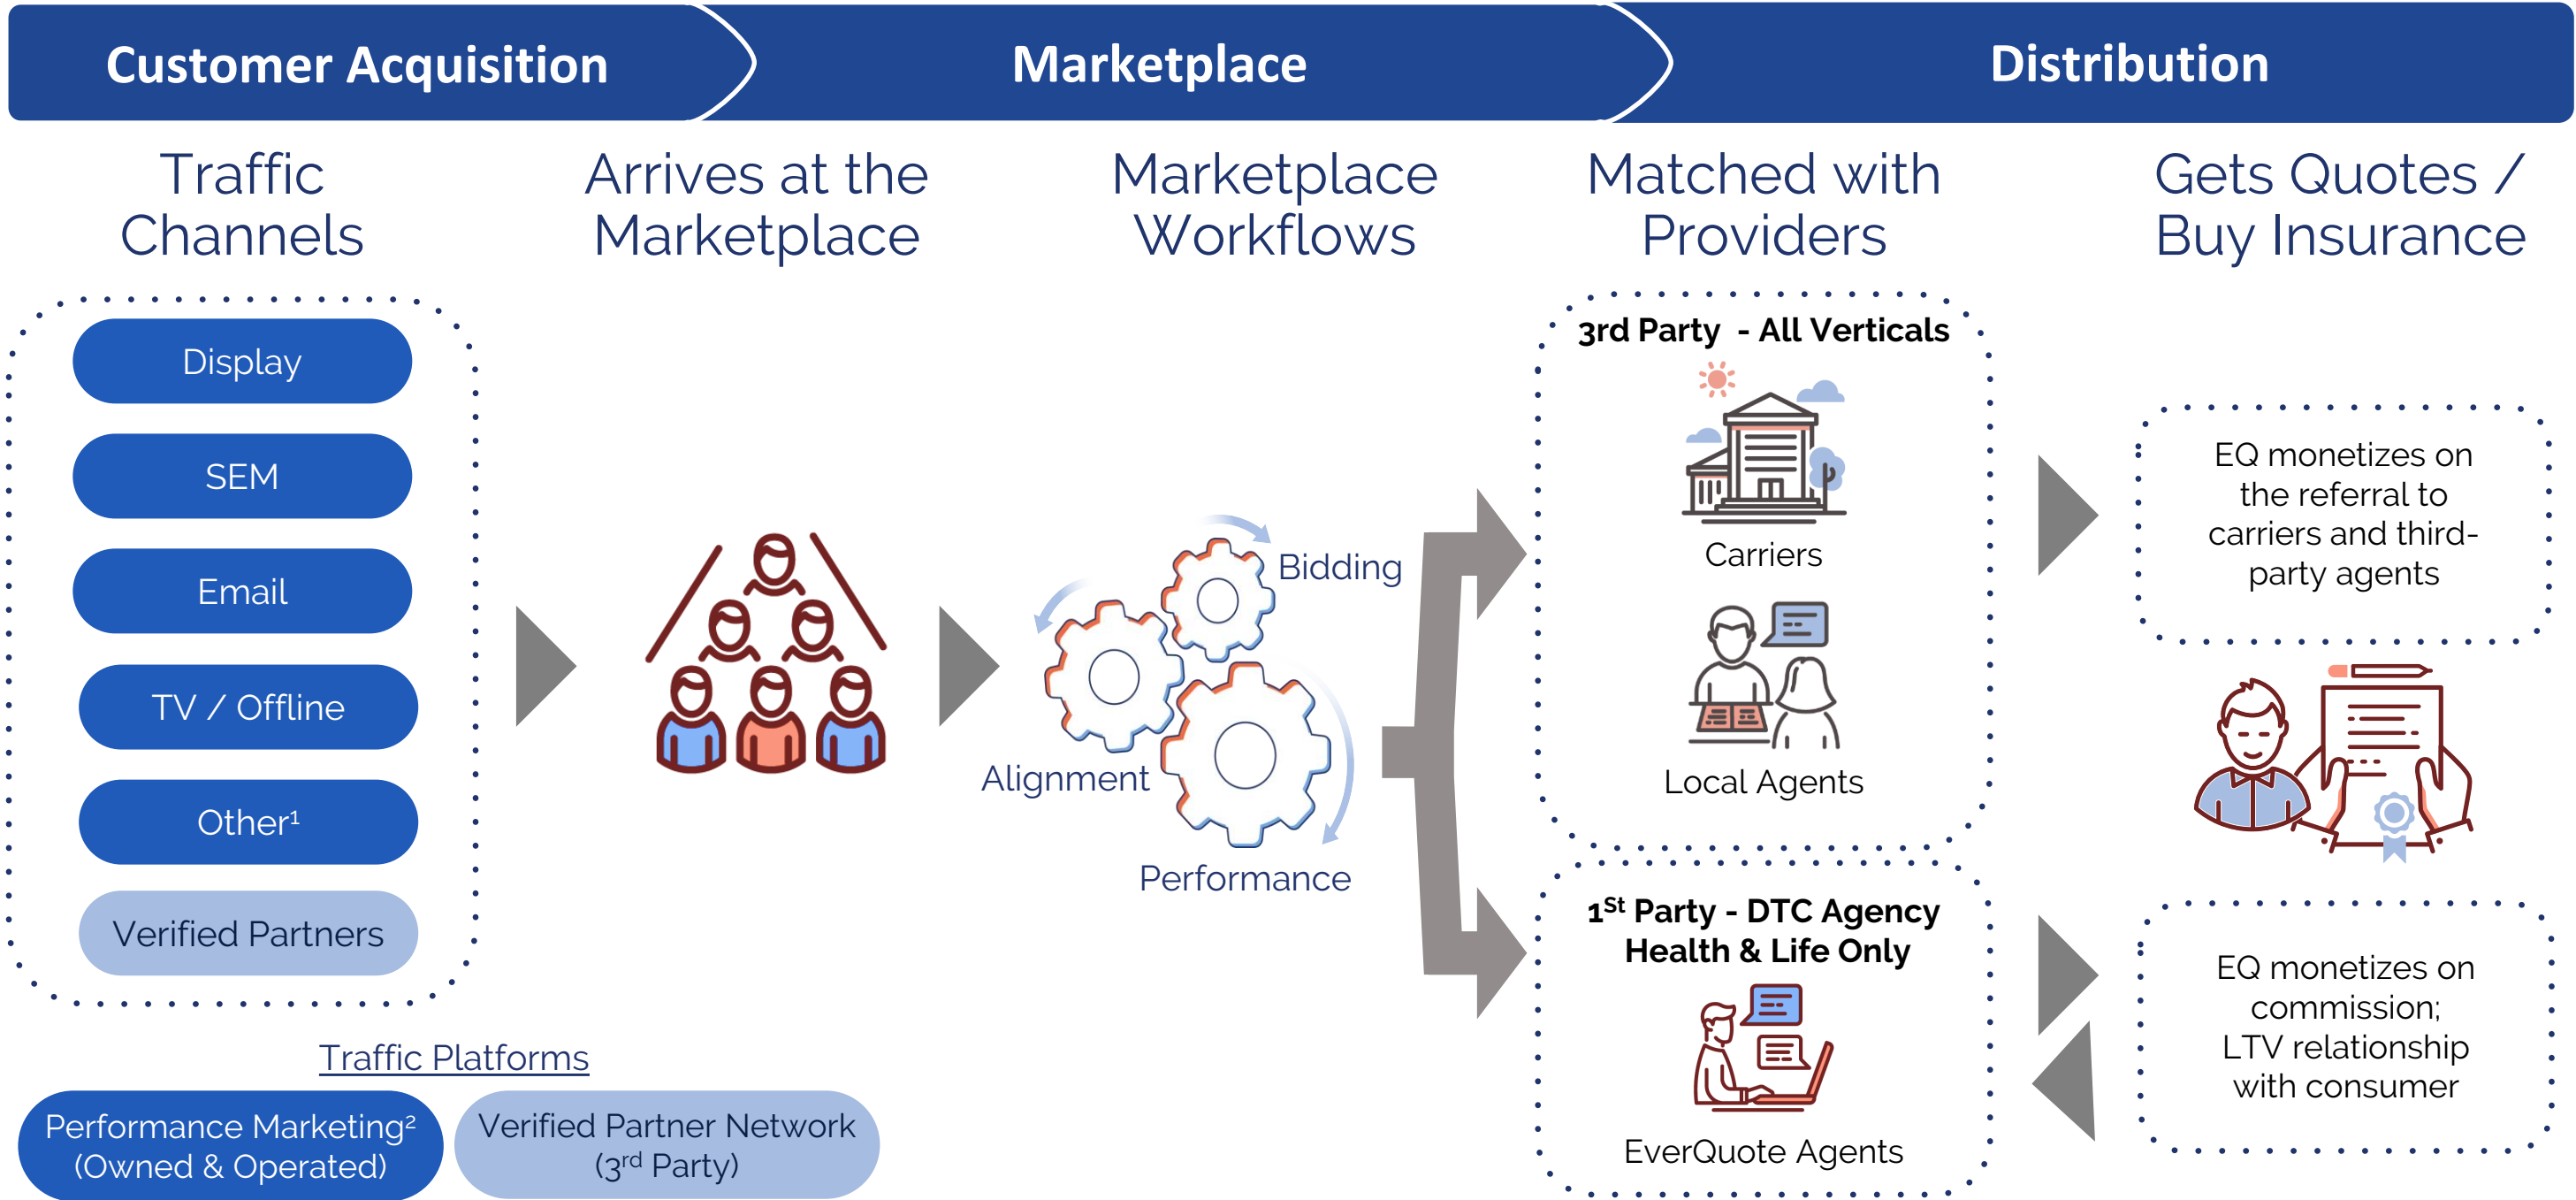 Customer Acquisition
Marketplace
Distribution
Traffic
Channels
Arrives at the
Marketplace
Marketplace
Workflows
Matched with
Providers
Gets Quotes /
Buy Insurance
Display
SEM
Email
TV / Offline
Other¹
Verified Partners
Traffic Platforms
Performance Marketing²
(Owned & Operated)
Verified Partner Network
(3rd Party)
Bidding
Alignment
Performance
3rd Party - All Verticals
Carriers
Local Agents
1St Party - DTC Agency
Health & Life Only
EverQuote Agents
EQ monetizes on
the referral to
carriers and third-
party agents
EQ monetizes on
commission;
LTV relationship
with consumer